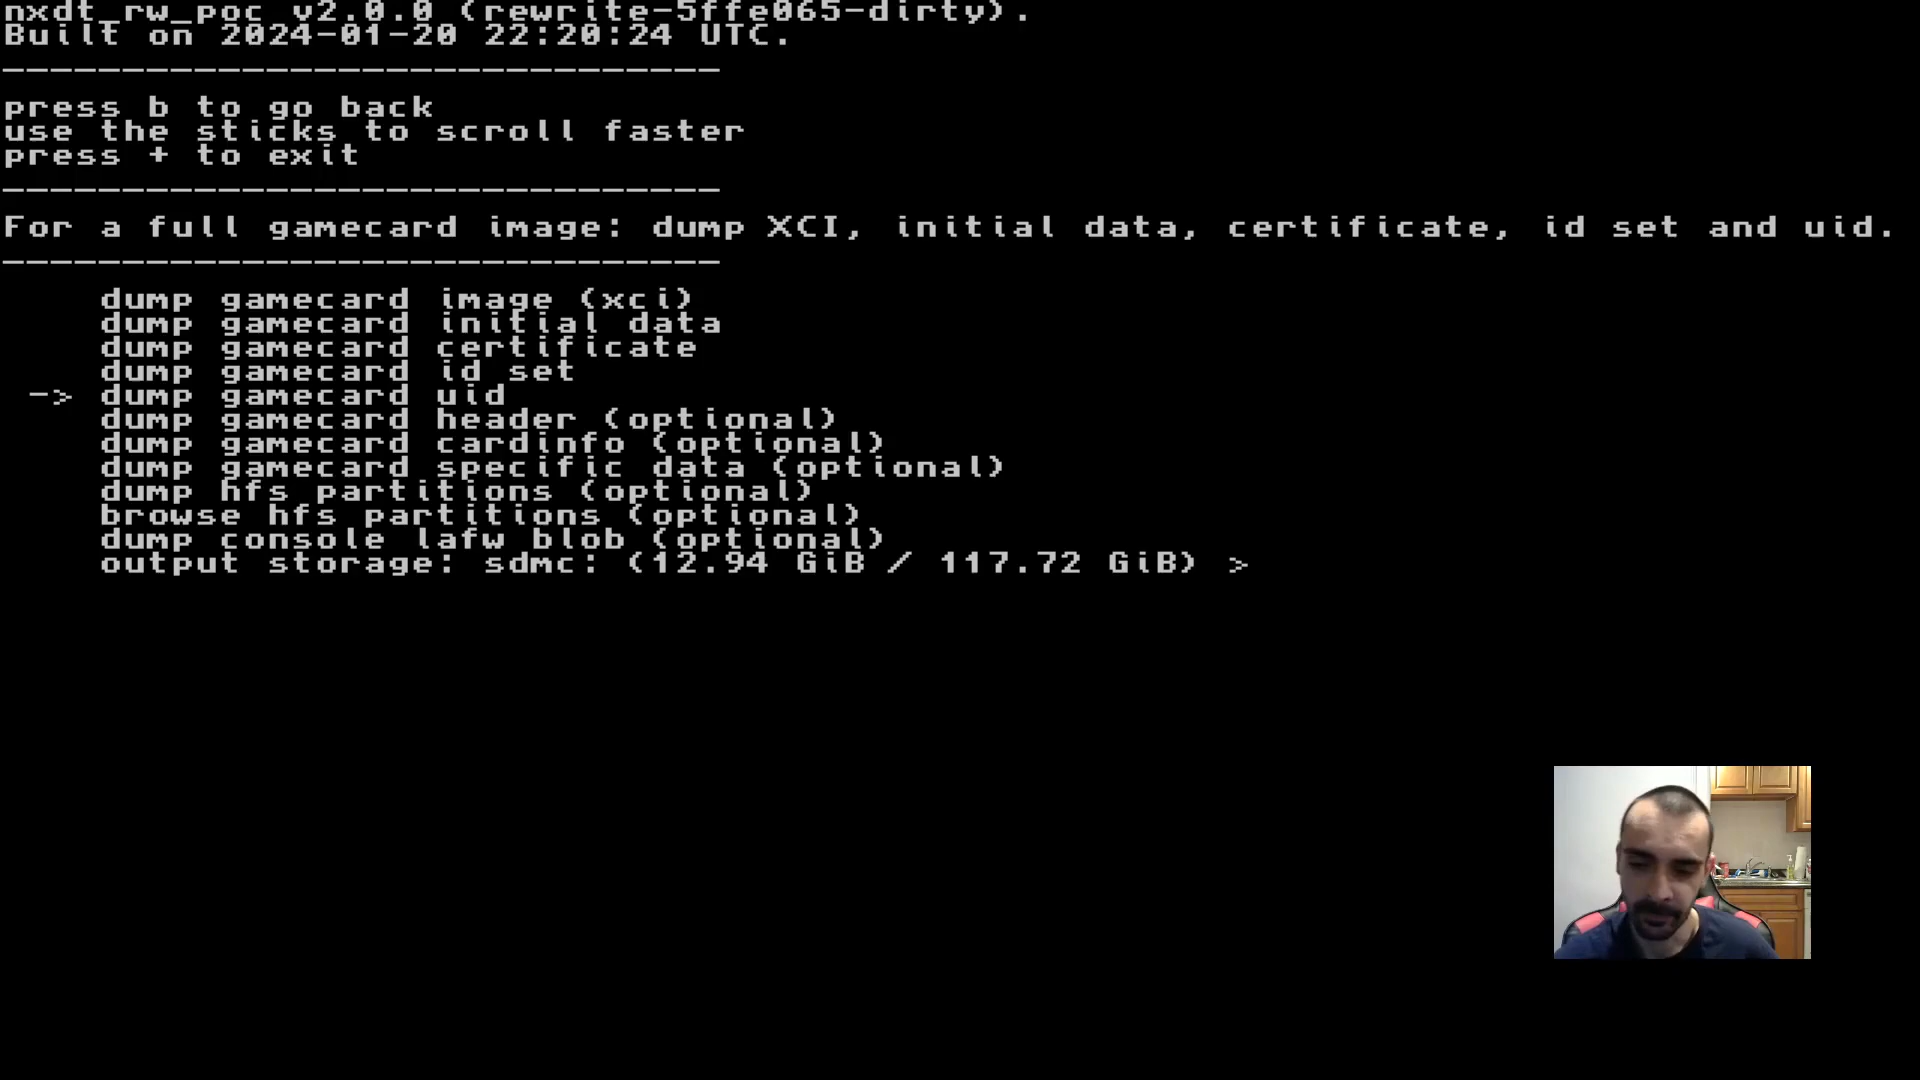 nxdt_rw_poc v2.0.0 (rewrite-5ffe065-dirty).
Built on 2024-01-20 22:20:24 UTC.
______________________________
press b to go back
use the sticks to scroll faster
press + to exit
______________________________
For a full gamecard image: dump XCI, initial data, certificate, id set and uid.
______________________________
dump gamecard image (xci)
dump gamecard initial data
dump gamecard certificate
dump gamecard id set
-> dump gamecard uid
dump gamecard header (optional)
dump gamecard cardinfo (optional)
dump gamecard specific data (optional)
dump hfs partitions (optional)
browse hfs partitions (optional)
dump console lafw blob (optional)
output storage: sdmc: (12.94 GiB / 117.72 GiB) >